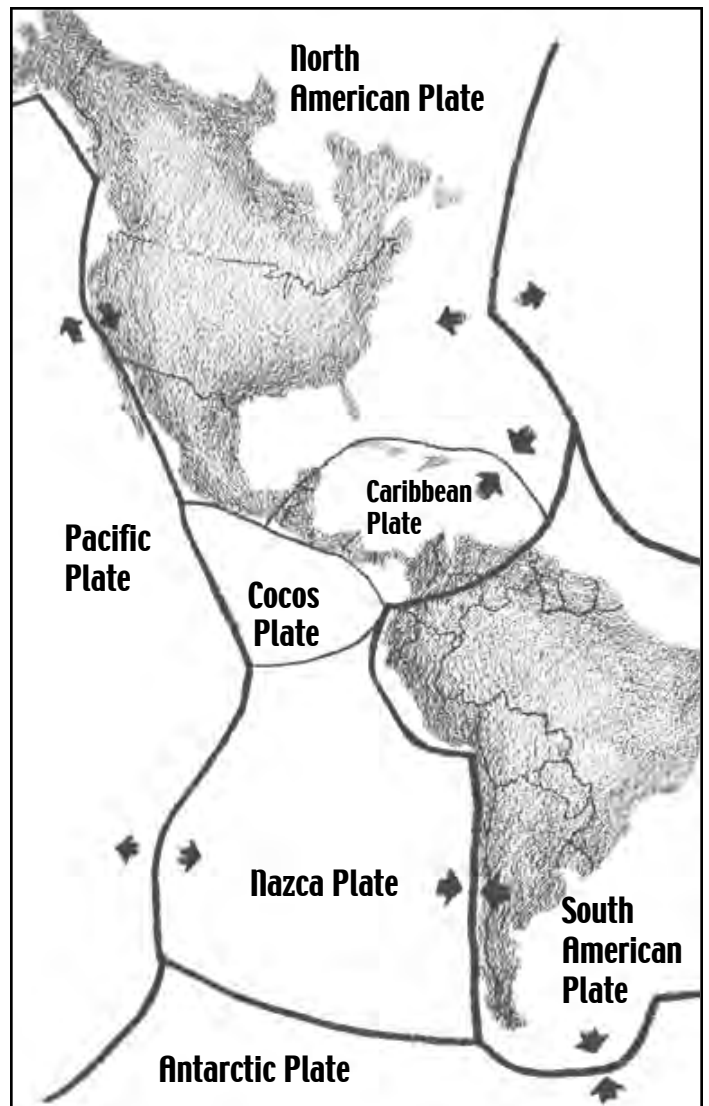 North
American Plate
Caribbean
Plate
Pacific
Plate
Cocos
Plate
Nazca Plate
South
American
Plate
Antarctic Plate